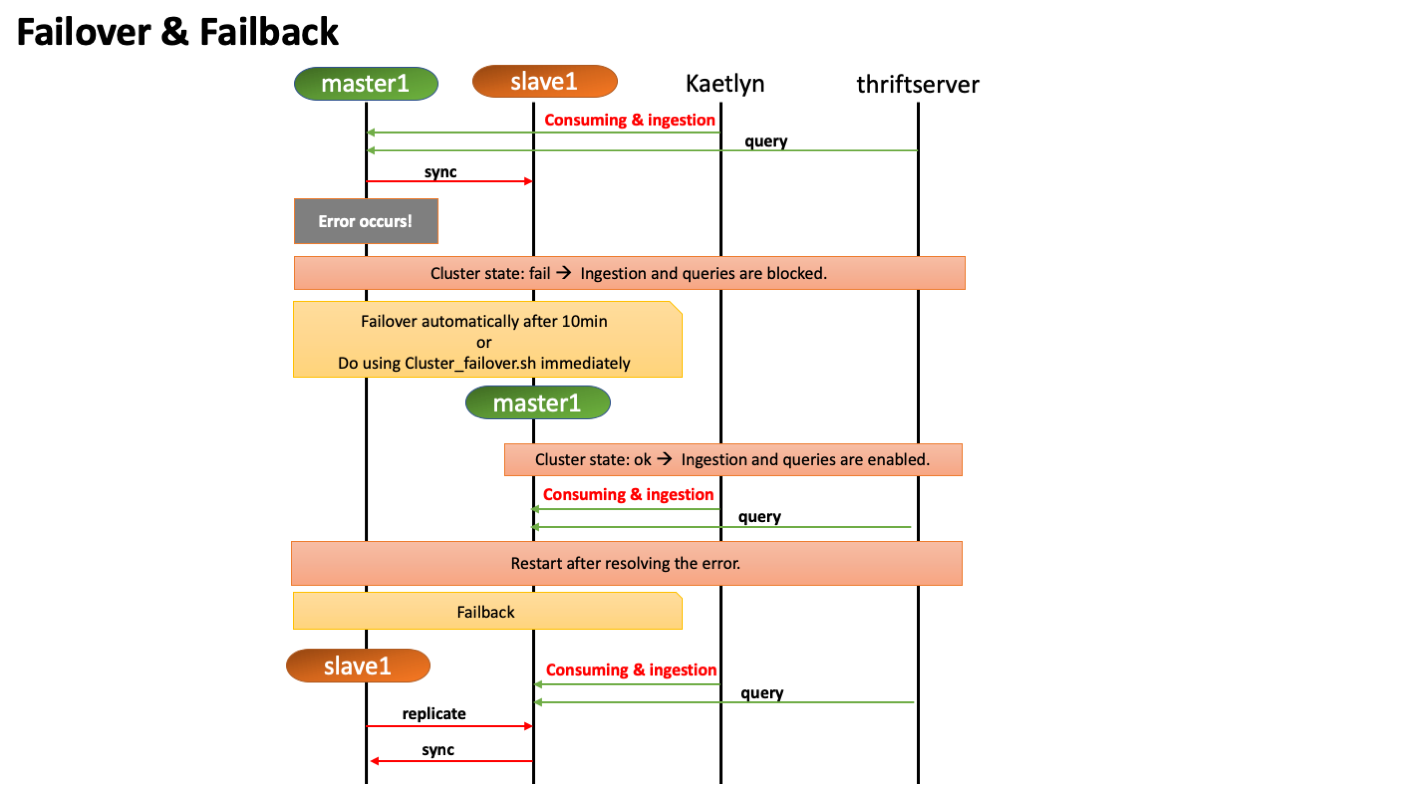 Failover & Failback
master1
slave1
Kaetlyn
thriftserver
Consuming & ingestion
query
sync
Error occurs!
Cluster state: fail → Ingestion and queries are blocked.
Failover automatically after 10min
or
Do using Cluster_failover.sh immediately
master1
Cluster state: ok → Ingestion and queries are enabled.
Consuming & ingestion
query
Restart after resolving the error.
Failback
slave1
Consuming & ingestion
query
replicate
sync